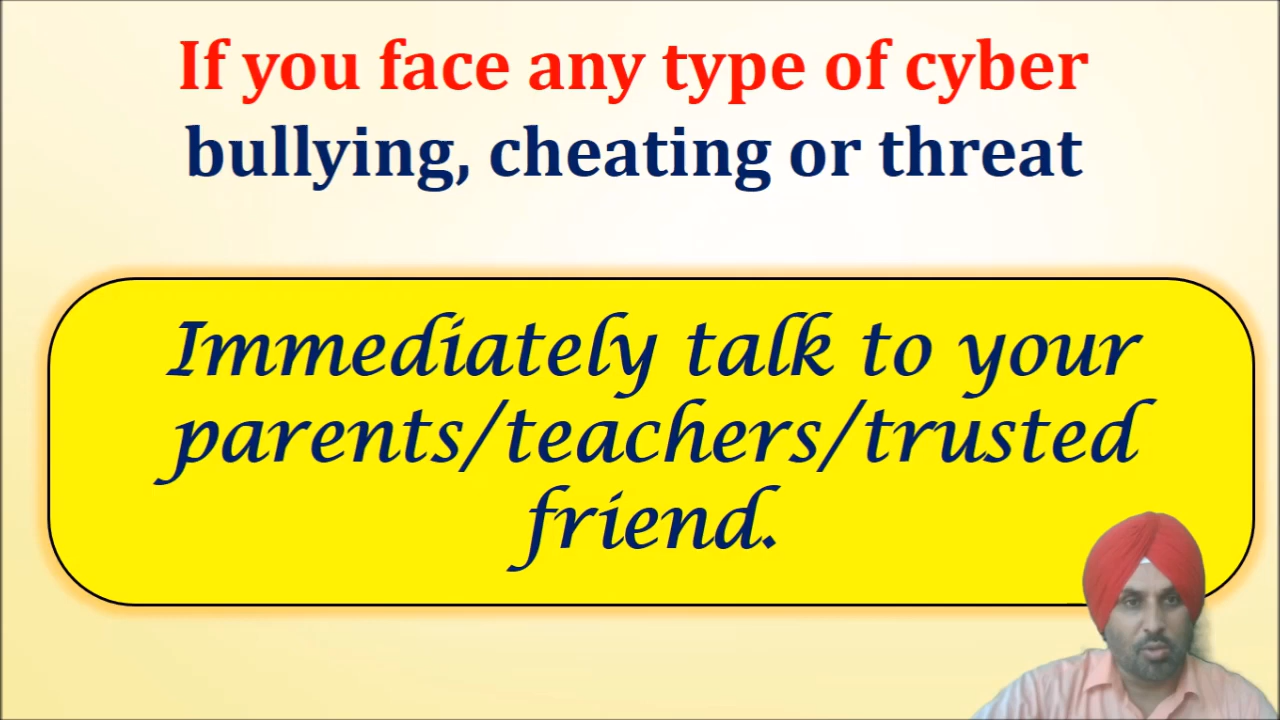 If you face any type of cyber
bullying, cheating or threat
Immediately talk to your
parents/teachers/trusted
friend.